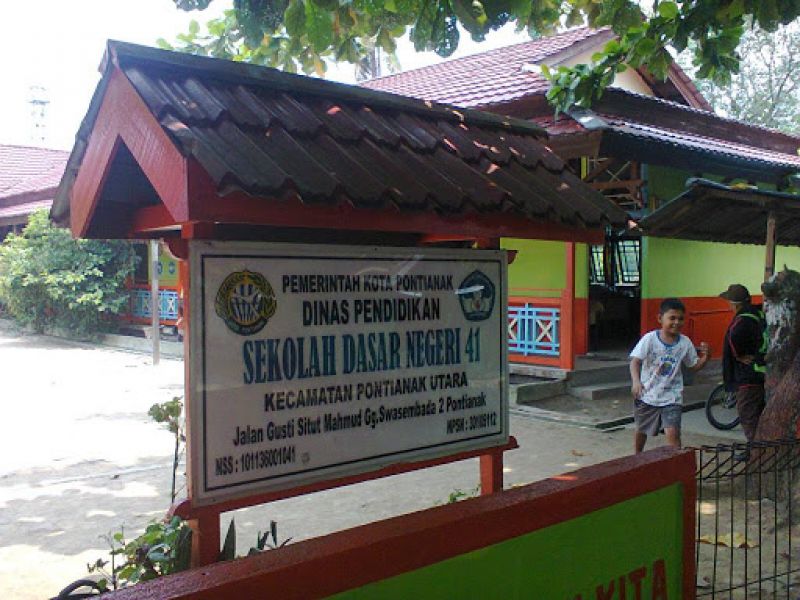 PEMERINTAH KOTA PONTIANAK
DINAS PENDIDIKAN
SEKOLAH DASAR NEGERI 41
KECAMATAN PONTIANAK UTARA
Jalan Gusti Situt Mahmud Gg.Swasembada 2 Pontianak
NSS : 101136001041 NPSN : 30105112
KITA